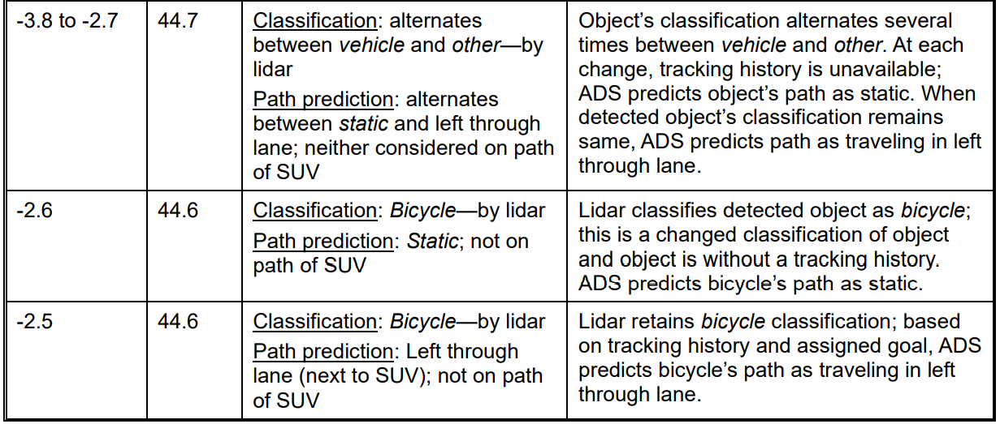 -3.8 to -2.7
44.7
Classification: alternates
between vehicle and other—by
lidar
Path prediction: alternates
between static and left through
lane; neither considered on path
of SUV
Object’s classification alternates several
times between vehicle and other. At each
change, tracking history is unavailable;
ADS predicts object’s path as static. When
detected object’s classification remains
same, ADS predicts path as traveling in left
through lane.
-2.6
44.6
Classification: Bicycle—by lidar
Path prediction: Static; not on
path of SUV
Lidar classifies detected object as bicycle;
this is a changed classification of object
and object is without a tracking history.
ADS predicts bicycle’s path as static.
-2.5
44.6
Classification: Bicycle—by lidar
Path prediction: Left through
lane (next to SUV); not on path
of SUV
Lidar retains bicycle classification; based
on tracking history and assigned goal, ADS
predicts bicycle’s path as traveling in left
through lane.